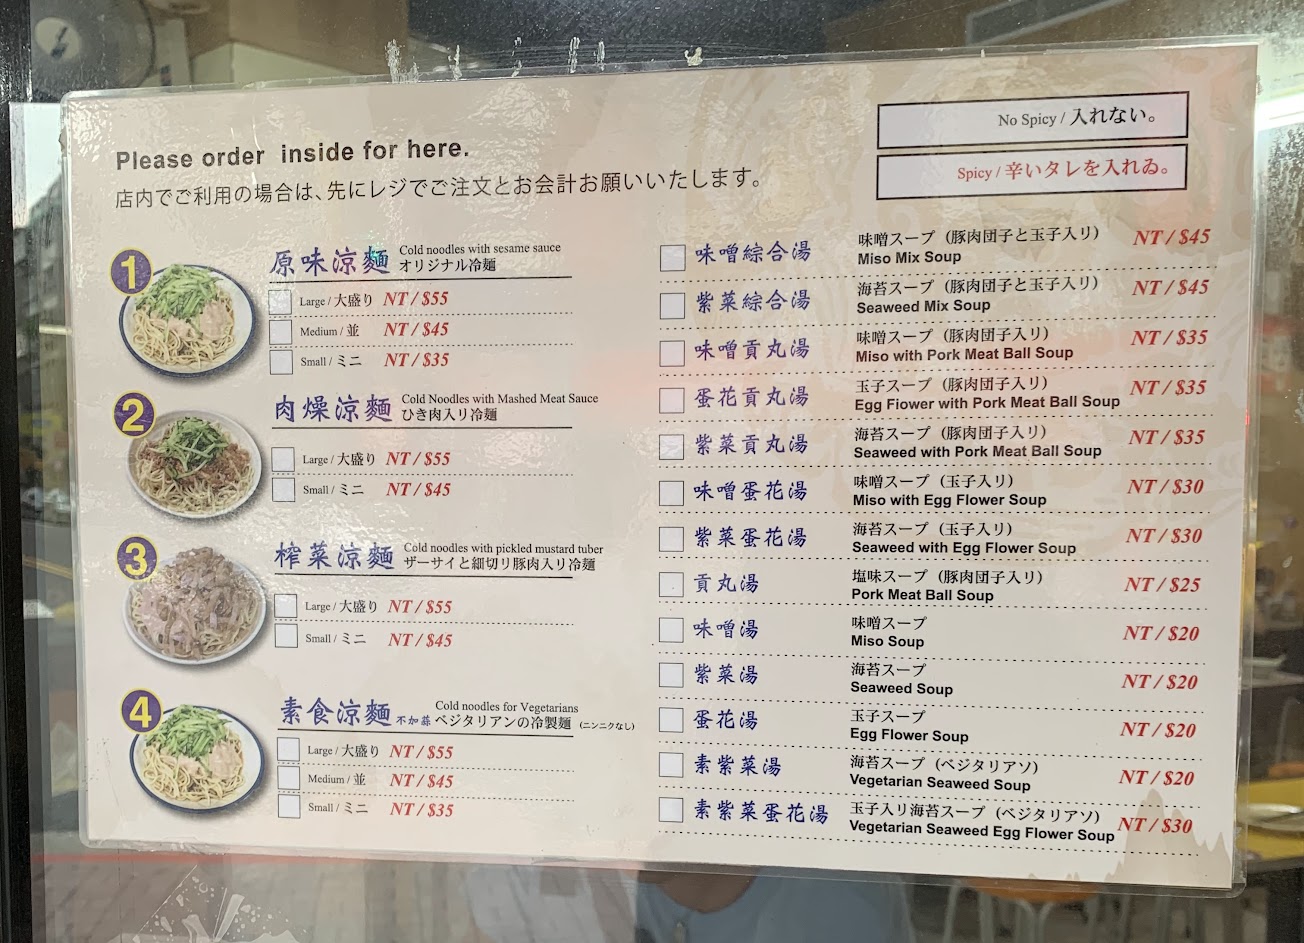 Please order inside for here.
店内でご利用の場合は、先にレジでご注文とお会計お願いいたします。
No Spicy / 入れない。
Spicy / 辛いタレを入れゐ。
1
原味涼麵 Cold noodles with sesame sauce
オリジナル冷麺
Large / 大盛り NT / $55
Medium / 並 NT / $45
Small / ミニ NT / $35
2
肉燥涼麵 Cold Noodles with Mashed Meat Sauce
ひき肉入リ冷麺
Large / 大盛り NT / $55
Small / ミニ NT / $45
3
榨菜涼麵 Cold noodles with pickled mustard tuber
ザーサイと細切リ豚肉入リ冷麺
Large / 大盛り NT / $55
Small / ミニ NT / $45
4
素食涼麵 不加蒜 Cold noodles for Vegetarians
ベジタリアンの冷製麺 (ニンニクなし)
Large / 大盛り NT / $55
Medium / 並 NT / $45
Small / ミニ NT / $35
味噌綜合湯 味噌スープ（豚肉団子と玉子入リ） NT / $45
Miso Mix Soup
紫菜綜合湯 海苔スープ（豚肉団子と玉子入リ） NT / $45
Seaweed Mix Soup
味噌貢丸湯 味噌スープ（豚肉団子入リ） NT / $35
Miso with Pork Meat Ball Soup
蛋花貢丸湯 玉子スープ（豚肉団子入リ） NT / $35
Egg Fiower with Pork Meat Ball Soup
紫菜貢丸湯 海苔スープ（豚肉団子入リ） NT / $35
Seaweed with Pork Meat Ball Soup
味噌蛋花湯 味噌スープ（玉子入リ） NT / $30
Miso with Egg Flower Soup
紫菜蛋花湯 海苔スープ（玉子入リ） NT / $30
Seaweed with Egg Flower Soup
貢丸湯 塩味スープ（豚肉団子入リ） NT / $25
Pork Meat Ball Soup
味噌湯 味噌スープ NT / $20
Miso Soup
紫菜湯 海苔スープ NT / $20
Seaweed Soup
蛋花湯 玉子スープ NT / $20
Egg Flower Soup
素紫菜湯 海苔スープ（ベジタリアソ） NT / $20
Vegetarian Seaweed Soup
素紫菜蛋花湯 玉子入リ海苔スープ（ベジタリアソ） NT / $30
Vegetarian Seaweed Egg Flower Soup